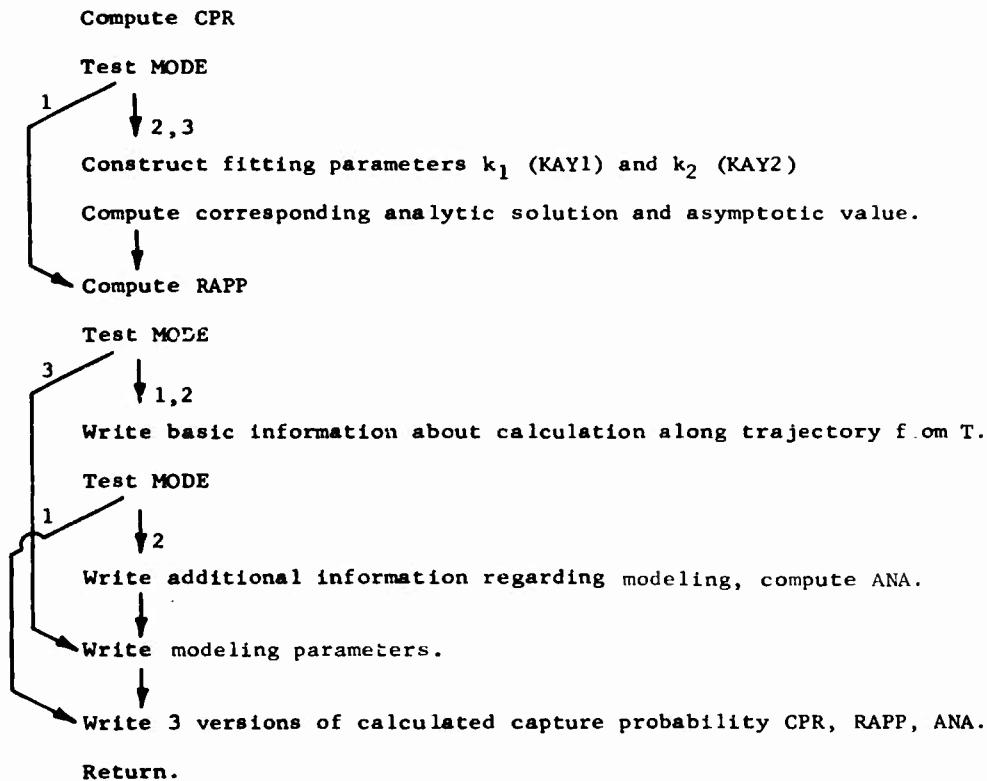 Compute CPR
Test MODE
1
2,3
Construct fitting parameters k₁ (KAY1) and k₂ (KAY2)
Compute corresponding analytic solution and asymptotic value.
Compute RAPP
Test MODE
3
1,2
Write basic information about calculation along trajectory f om T.
Test MODE
1
2
Write additional information regarding modeling, compute ANA.
Write modeling parameters.
Write 3 versions of calculated capture probability CPR, RAPP, ANA.
Return.